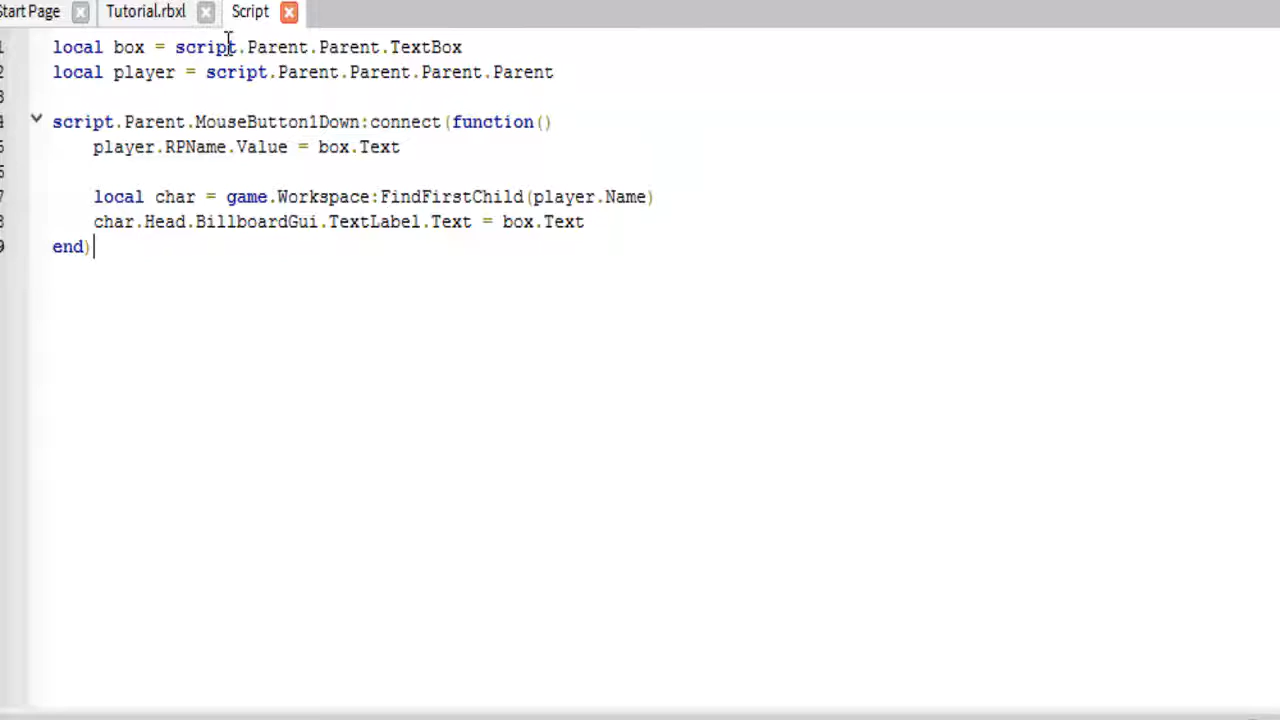 Start Page
Tutorial.rbxl
Script
1 local box = script.Parent.Parent.TextBox
2 local player = script.Parent.Parent.Parent.Parent
3
4 script.Parent.MouseButton1Down:connect(function()
5 player.RPName.Value = box.Text
6
7 local char = game.Workspace:FindFirstChild(player.Name)
8 char.Head.BillboardGui.TextLabel.Text = box.Text
9 end)